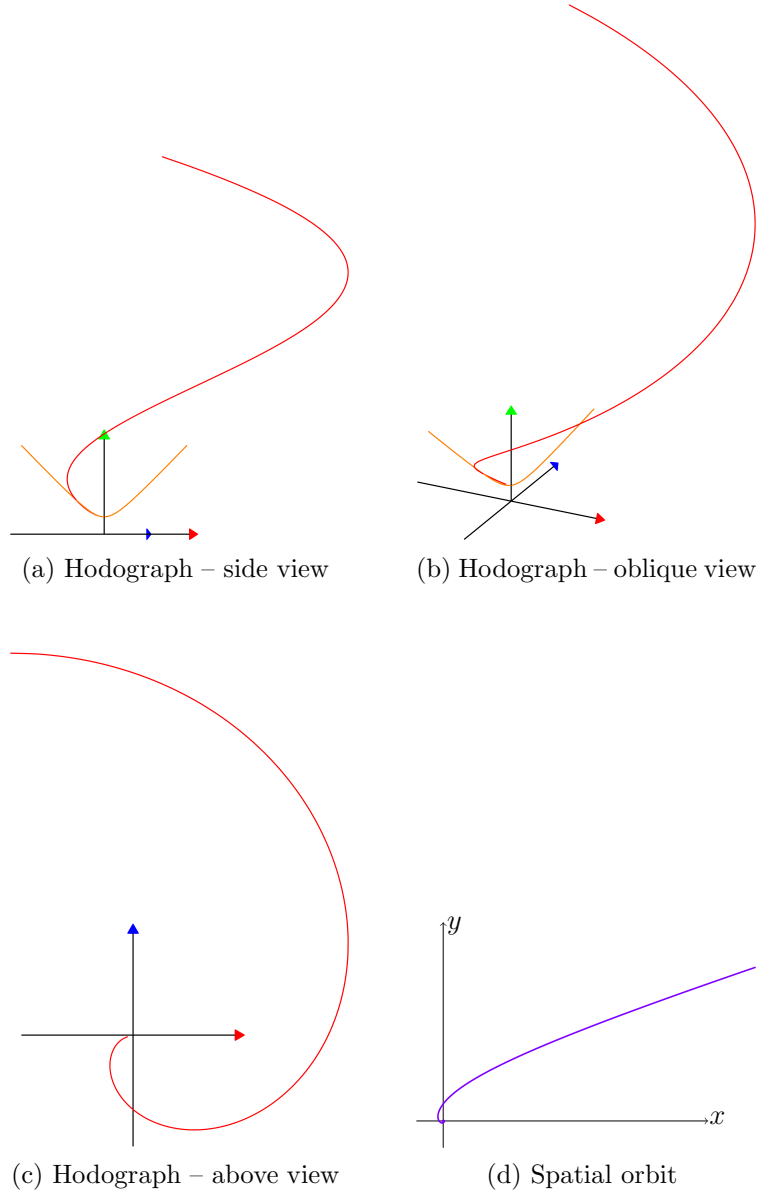 (a) Hodograph – side view
(b) Hodograph – oblique view
y
x
(c) Hodograph – above view
(d) Spatial orbit